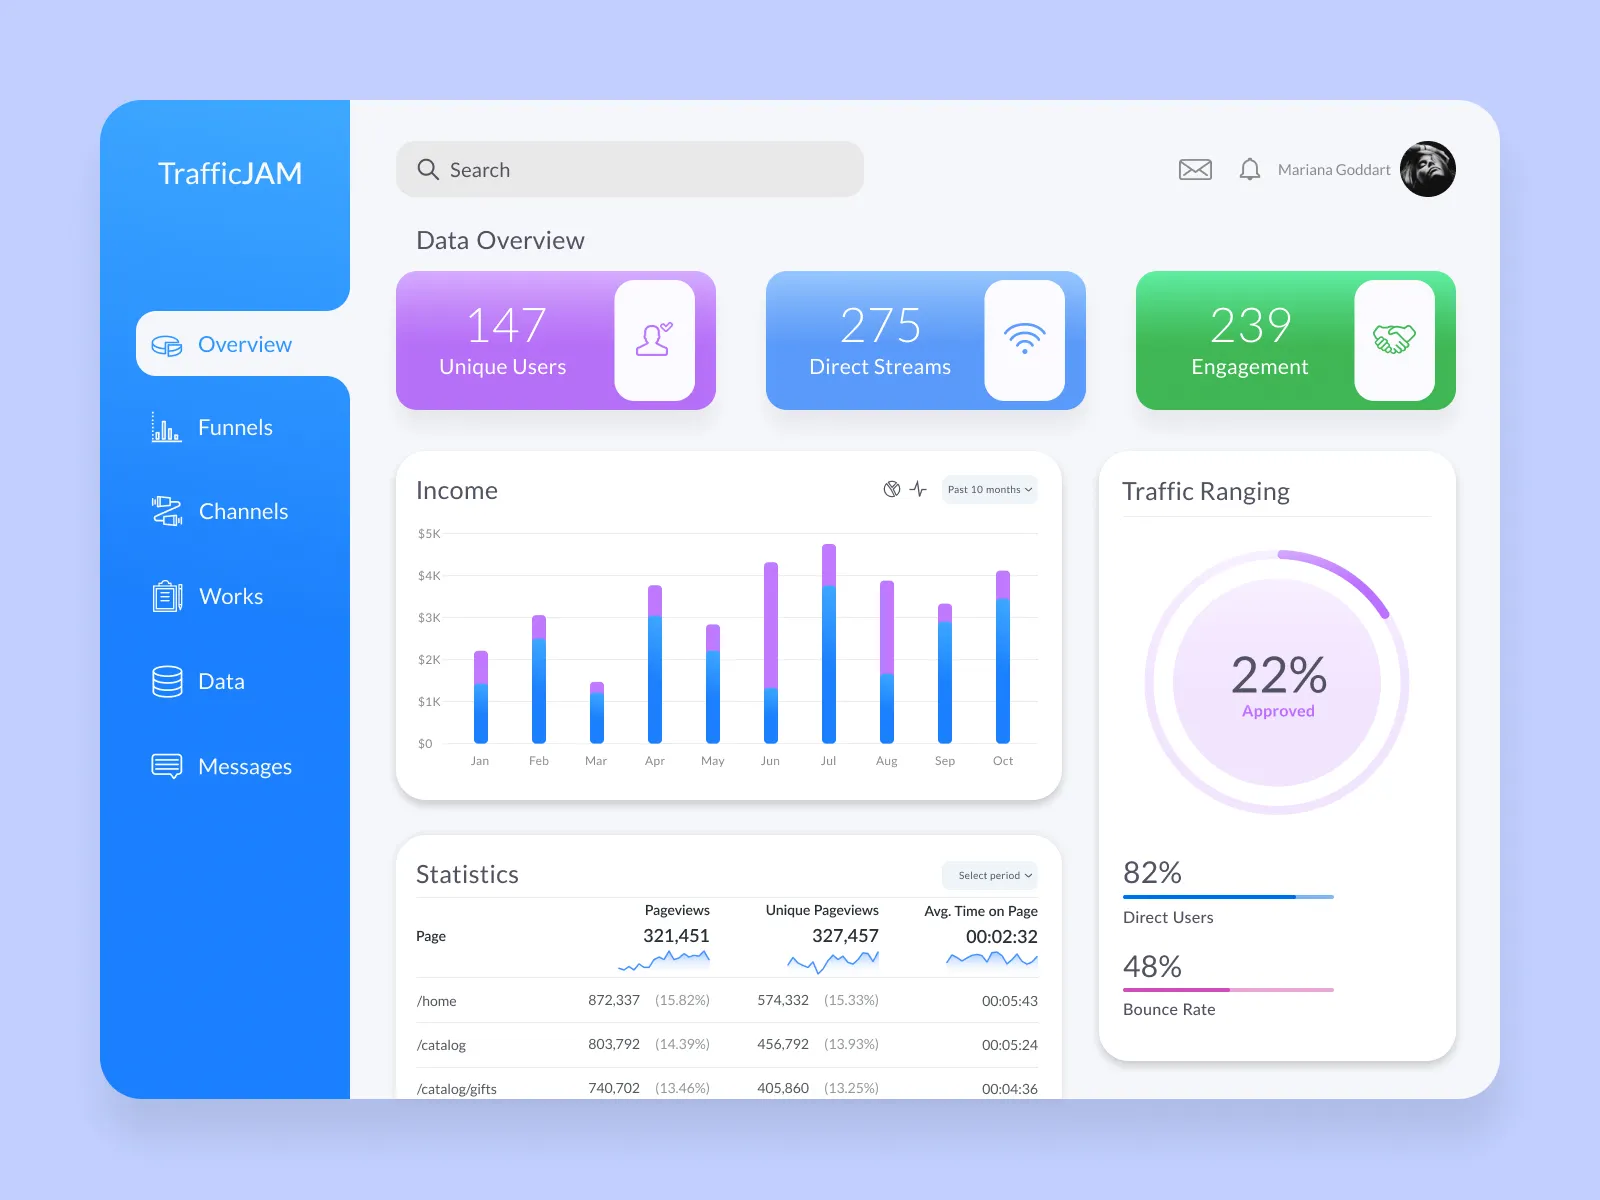 TrafficJAM
Overview
Funnels
Channels
Works
Data
Messages
Search
Mariana Goddart
Data Overview
147
Unique Users
275
Direct Streams
239
Engagement
Income
Past 10 months
$5K
$4K
$3K
$2K
$1K
$0
Jan Feb Mar Apr May Jun Jul Aug Sep Oct
Traffic Ranging
22%
Approved
82%
Direct Users
48%
Bounce Rate
Statistics
Select period
Pageviews Unique Pageviews Avg. Time on Page
Page 321,451 327,457 00:02:32
/home 872,337 (15.82%) 574,332 (15.33%) 00:05:43
/catalog 803,792 (14.39%) 456,792 (13.93%) 00:05:24
/catalog/gifts 740,702 (13.46%) 405,860 (13.25%) 00:04:36